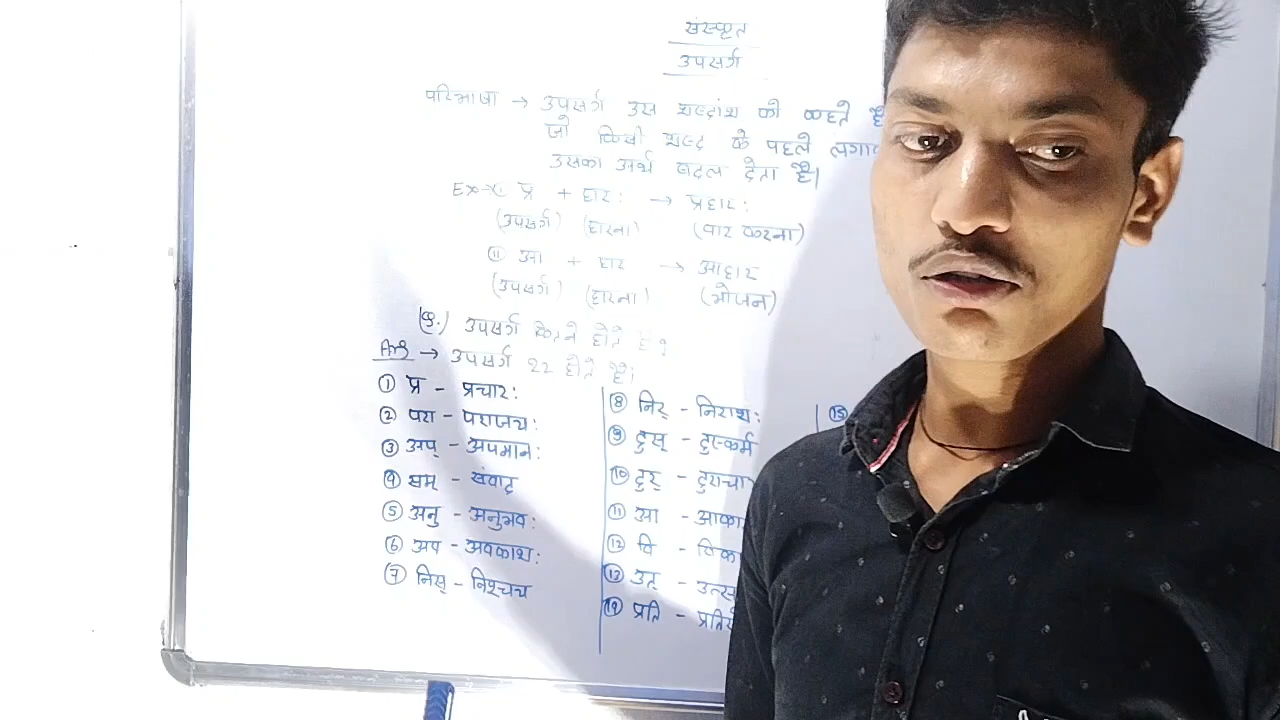 संस्कृत
उपसर्ग
परिभाषा → उपसर्ग उस शब्दांश को कहते है
जो किसी शब्द के पहले
उसका अर्थ बदल देता है।
Ex-(i) प्र + हारः → प्रहारः
(उपसर्ग) (हारना) (वार करना)
(ii) आ + हार → आहार
(उपसर्ग) (हारना) (भोजन)
(Q.) उपसर्ग कितने होते है ?
Ans → उपसर्ग 22 होते है।
① प्र - प्रचारः
② परा - पराजयः
③ अप् - अपमानः
④ सम् - संवाद
⑤ अनु - अनुभवः
⑥ अव - अवकाशः
⑦ निस् - निश्चय
⑧ निर् - निराशः
⑨ दुस् - दुस्कर्म
⑩ दुर् -
⑪ आ -
⑫ वि -
⑬ उत् -
⑭ प्रति -
⑮